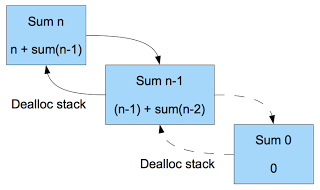 Sum n
n + sum(n-1)
Sum n-1
Dealloc stack
(n-1) + sum(n-2)
Sum 0
Dealloc stack
0